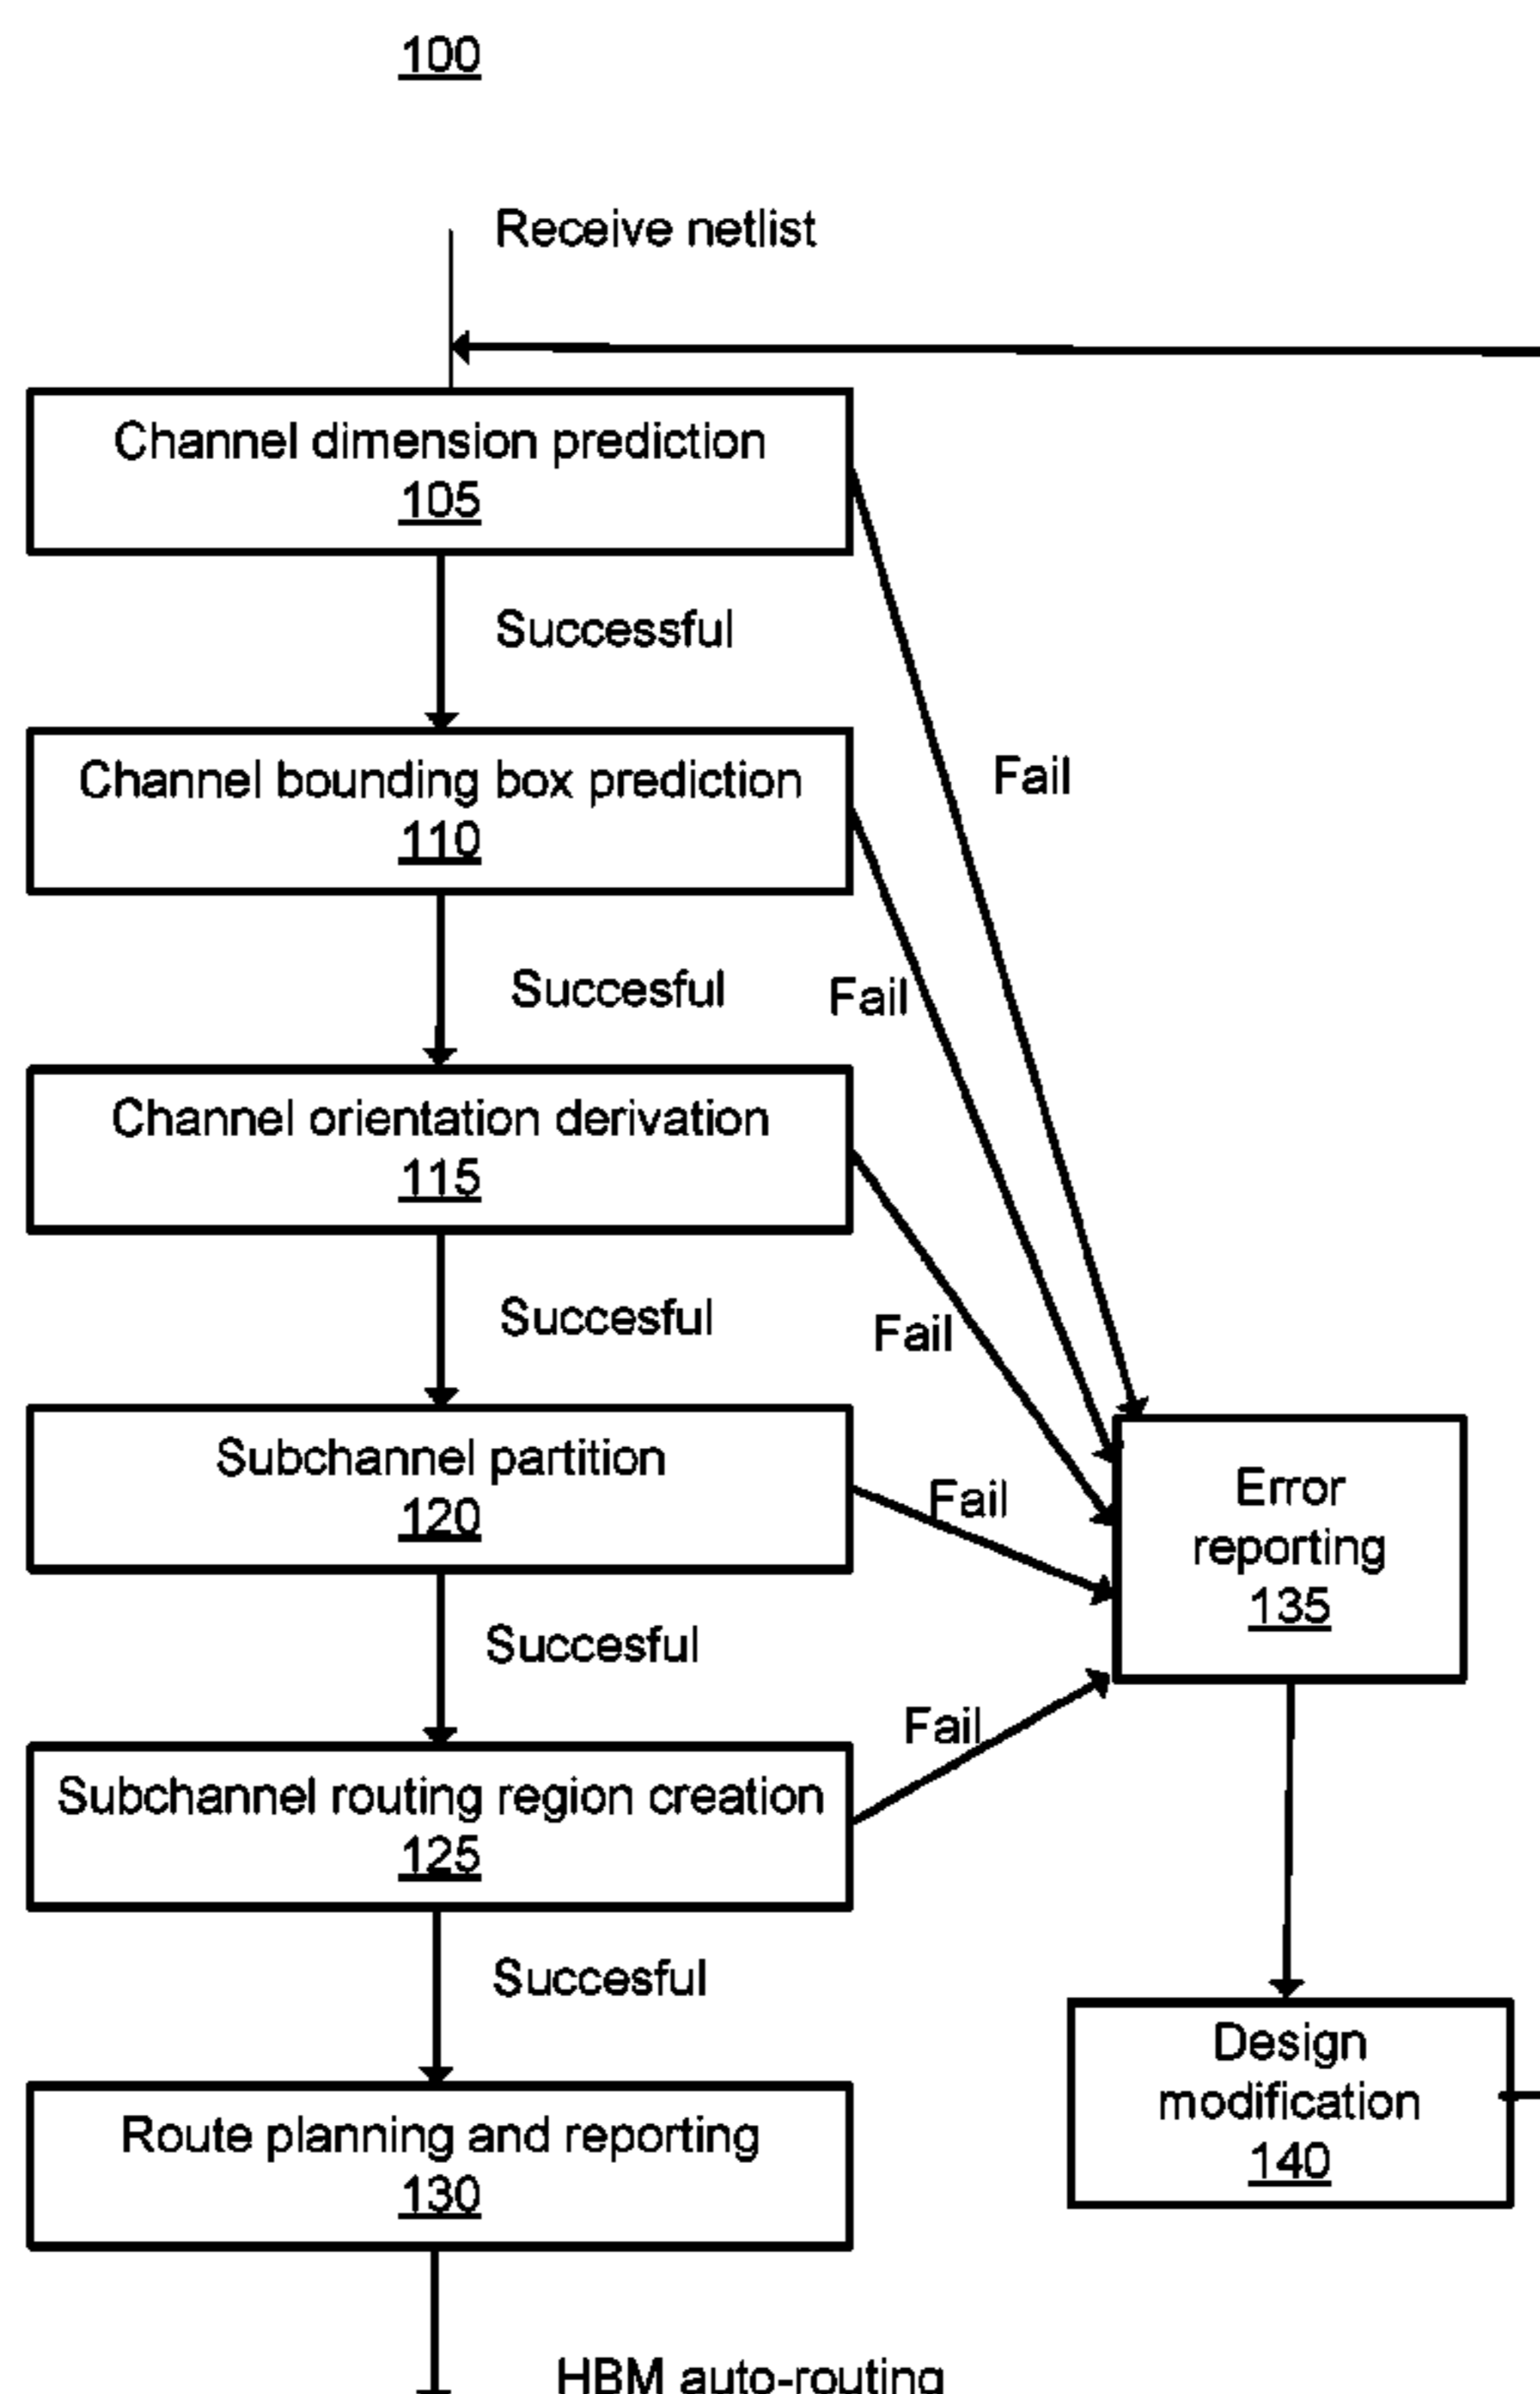 100
Receive netlist
Channel dimension prediction
105
Successful
Fail
Channel bounding box prediction
110
Succesful
Fail
Channel orientation derivation
115
Succesful
Fail
Subchannel partition
120
Fail
Error
reporting
135
Succesful
Fail
Subchannel routing region creation
125
Succesful
Design
modification
140
Route planning and reporting
130
HBM auto-routing